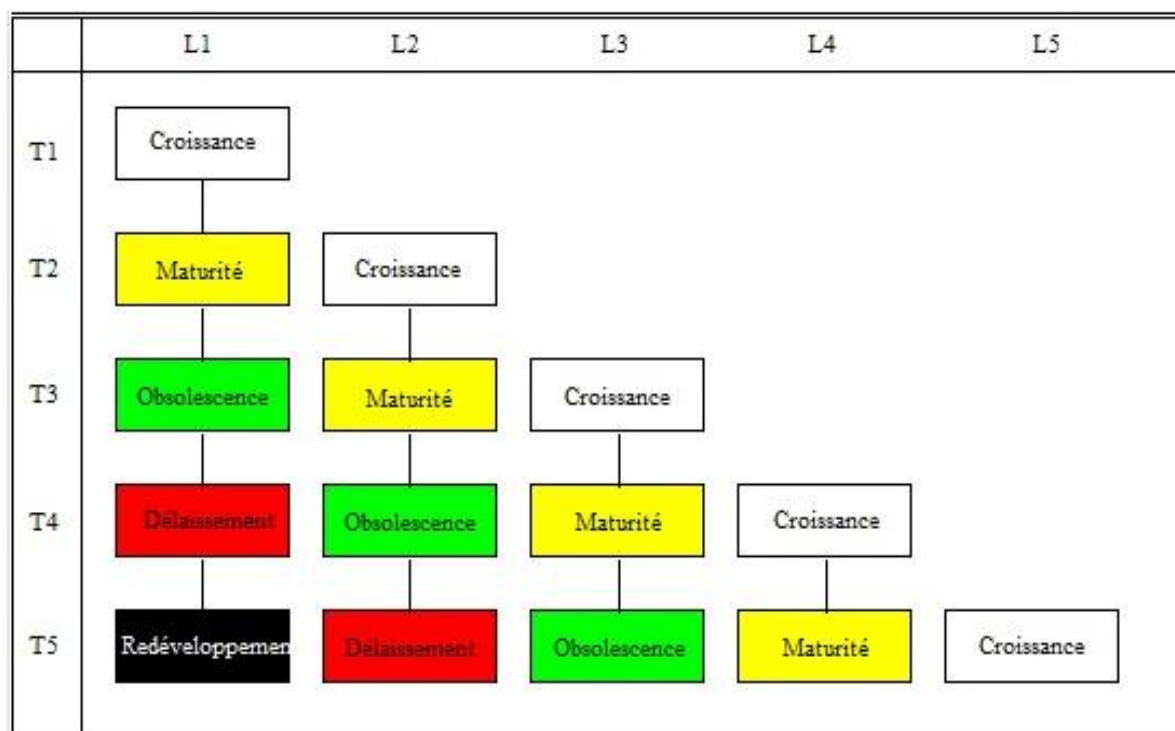 L1 L2 L3 L4 L5
T1 Croissance
T2 Maturité Croissance
T3 Obsolescence Maturité Croissance
T4 Délaissement Obsolescence Maturité Croissance
T5 Redéveloppemen Délaissement Obsolescence Maturité Croissance